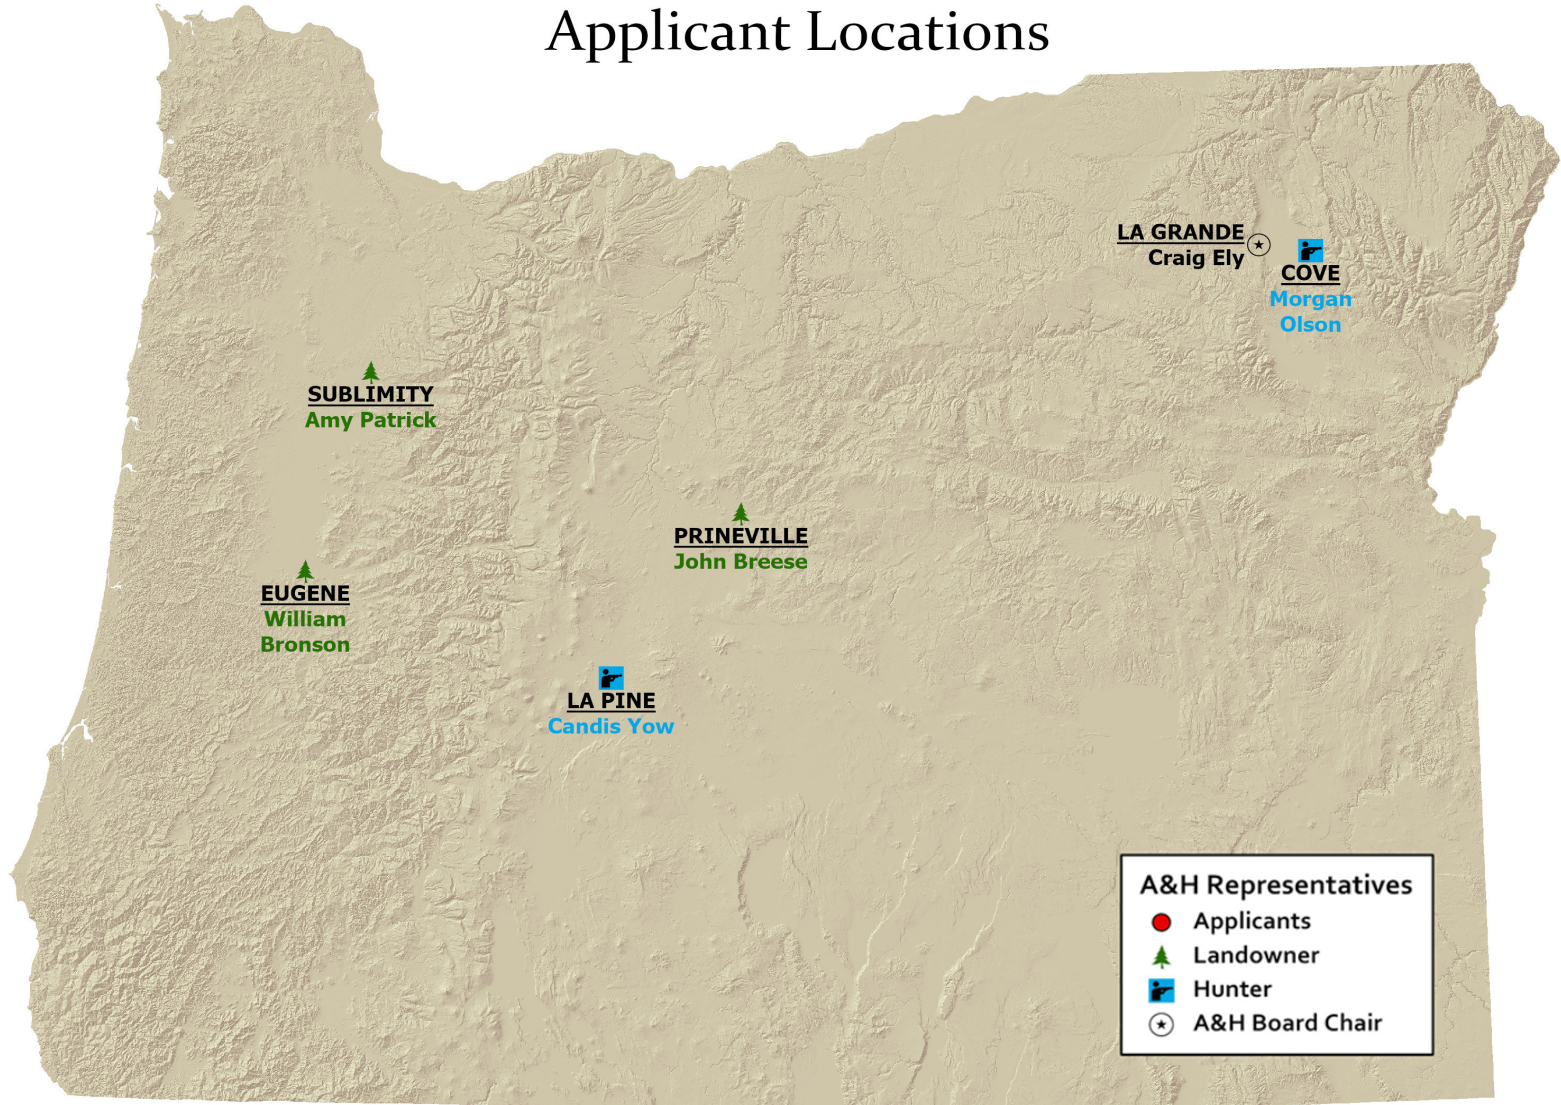 Applicant Locations
LA GRANDE
Craig Ely
COVE
Morgan
Olson
SUBLIMITY
Amy Patrick
PRINEVILLE
John Breese
EUGENE
William
Bronson
LA PINE
Candis Yow
A&H Representatives
Applicants
Landowner
Hunter
A&H Board Chair